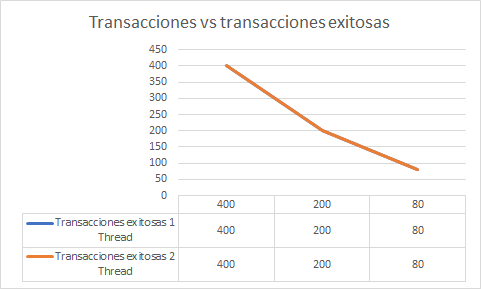 Transacciones vs transacciones exitosas
450
400
350
300
250
200
150
100
50
0
400 200 80
Transacciones exitosas 1
Thread
400 200 80
Transacciones exitosas 2
Thread
400 200 80